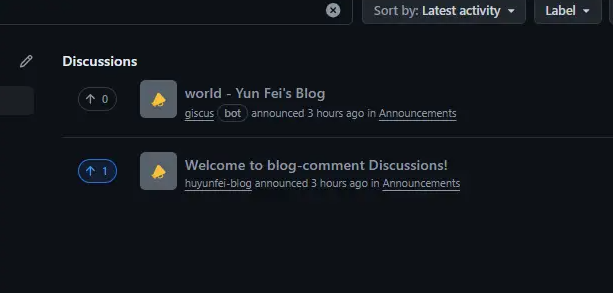 Sort by: Latest activity
Label
Discussions
0
world - Yun Fei's Blog
giscus bot announced 3 hours ago in Announcements
1
Welcome to blog-comment Discussions!
huyunfei-blog announced 3 hours ago in Announcements